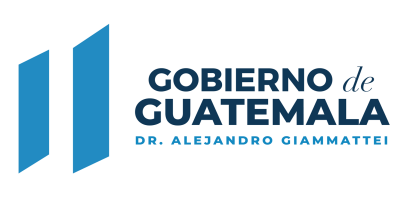 GOBIERNO de
GUATEMALA
DR. ALEJANDRO GIAMMATTEI